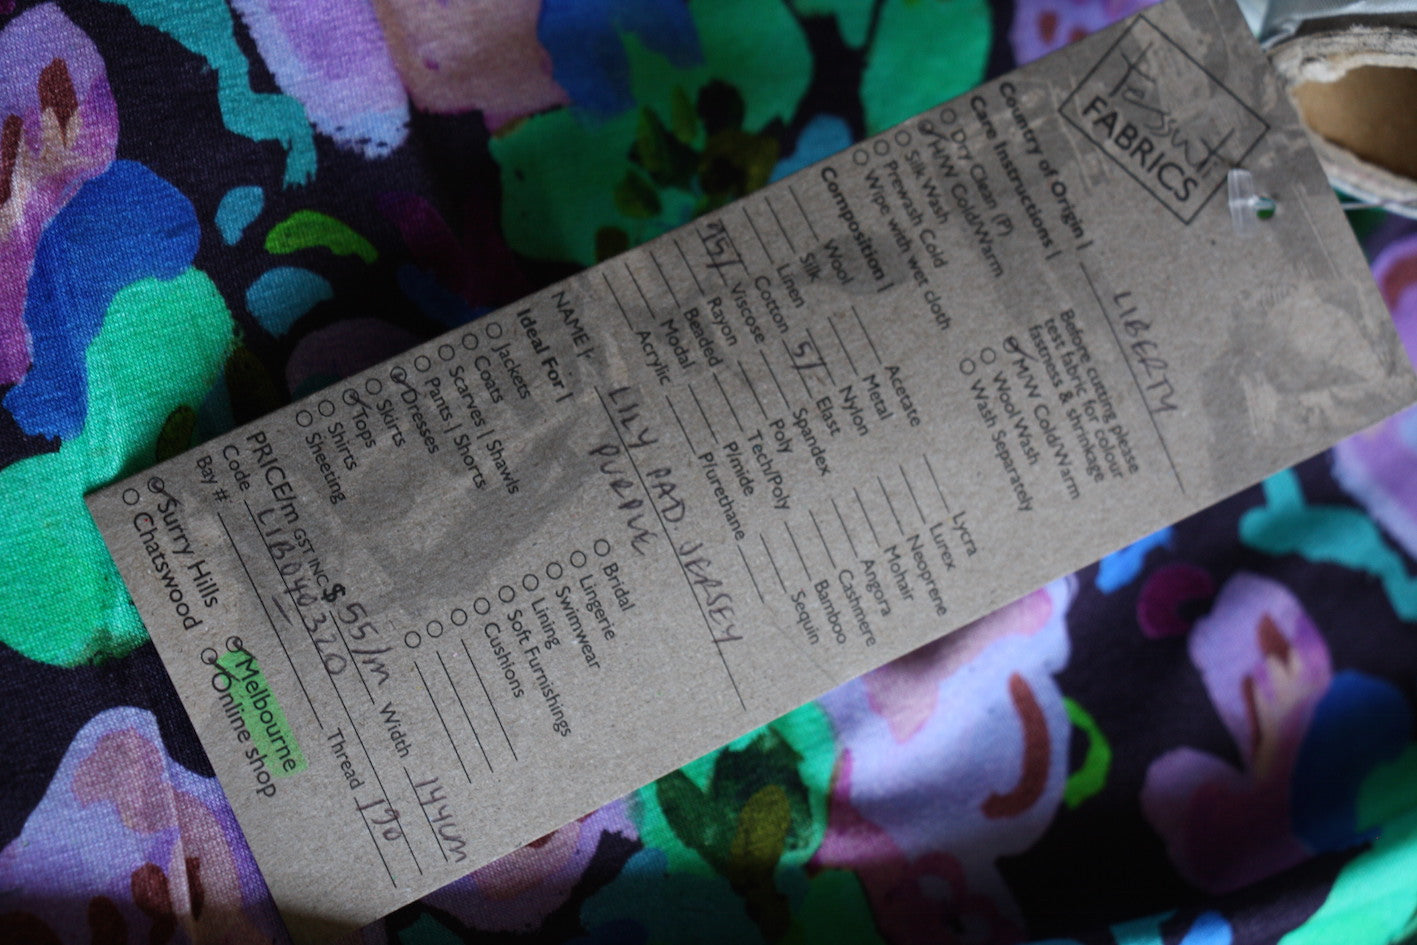 Tessuti
FABRICS
Country of Origin | LIBERTY
Care Instructions |
Dry Clean (P)
H/W Cold/Warm
Silk Wash
Prewash Cold
Wipe with wet cloth
Before cutting please
test fabric for colour
fastness & shrinkage
M/W Cold/Warm
Wool Wash
Wash Separately
Composition |
Wool Acetate Lycra
Silk Metal Lurex
Linen Nylon Neoprene
Cotton 5/ Elast Mohair
95/ Viscose Spandex Angora
Rayon Poly Cashmere
Beaded Tech/Poly Bamboo
Modal P/mide Sequin
Acrylic Plurethane
NAME |- LILY PAD JERSEY
PURPLE
Ideal For |
Jackets Bridal
Coats Lingerie
Scarves | Shawls Swimwear
Pants | Shorts Lining
Dresses Soft Furnishings
Skirts Cushions
Tops
Shirts
Sheeting
PRICE/m GST INC $ 55/m Width 144cm
Code LIB040320 Thread 190
Bay #
Surry Hills Melbourne
Chatswood Online shop